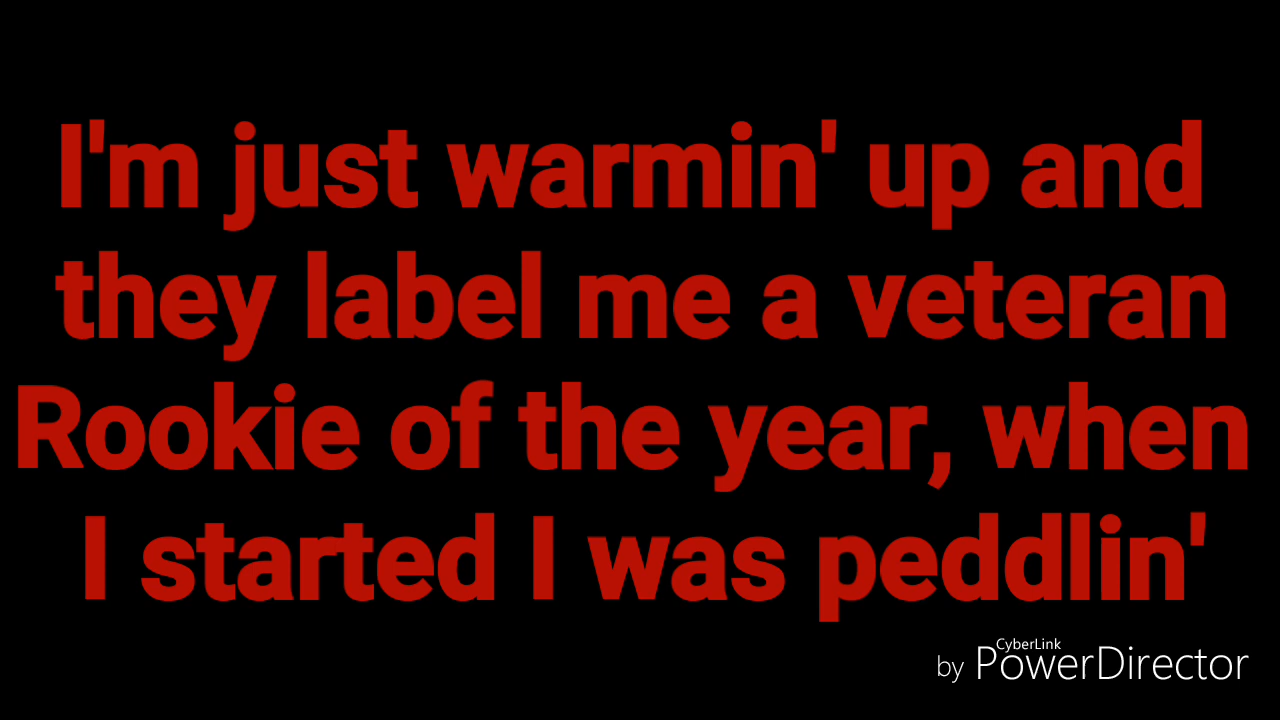 I'm just warmin' up and
they label me a veteran
Rookie of the year, when
I started I was peddlin'
CyberLink
by PowerDirector